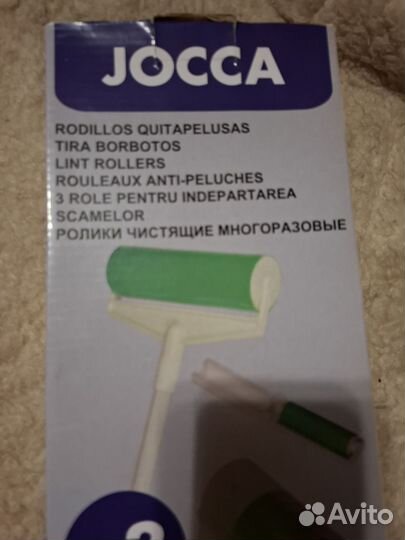 JOCCA
RODILLOS QUITAPELUSAS
TIRA BORBOTOS
LINT ROLLERS
ROULEAUX ANTI-PELUCHES
3 ROLE PENTRU INDEPARTAREA
SCAMELOR
РОЛИКИ ЧИСТЯЩИЕ МНОГОРАЗОВЫЕ
Avito